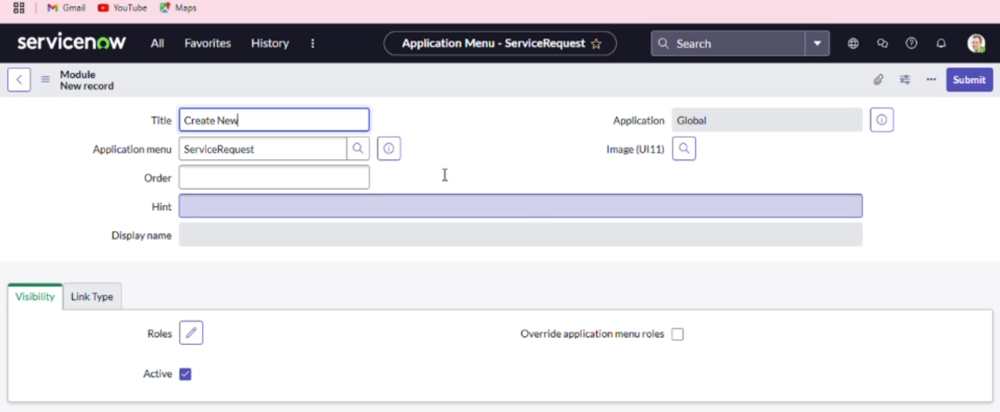 Gmail YouTube Maps
servicenow All Favorites History Application Menu - ServiceRequest Search
Module
New record
Submit
Title Create New Application Global
Application menu ServiceRequest Image (UI11)
Order
Hint
Display name
Visibility Link Type
Roles Override application menu roles
Active